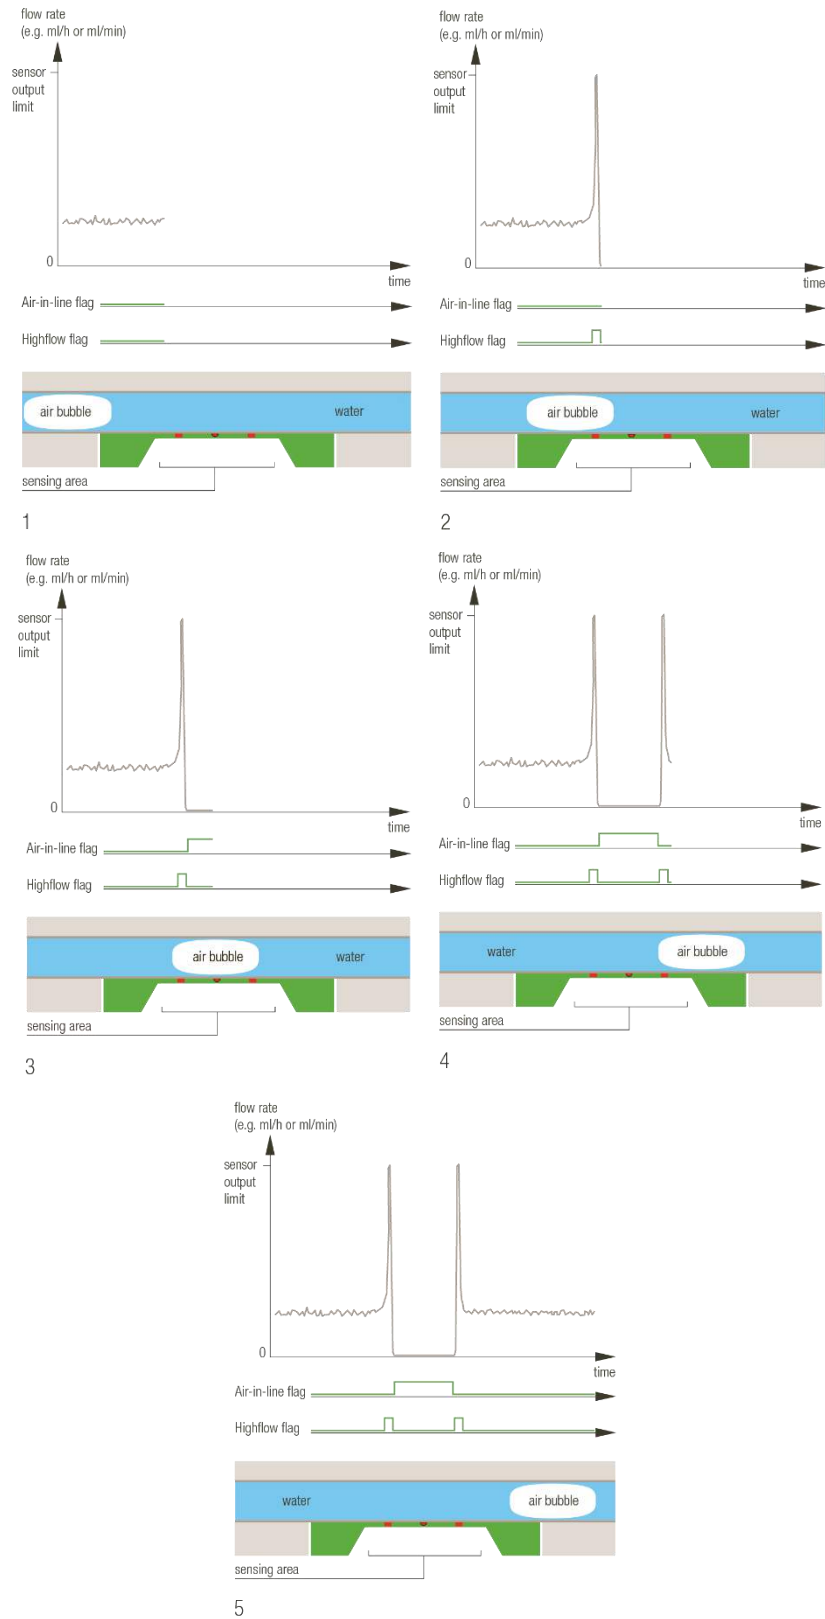 flow rate
(e.g. ml/h or ml/min)
sensor
output
limit
0
time
Air-in-line flag
Highflow flag
air bubble
water
sensing area
1
flow rate
(e.g. ml/h or ml/min)
sensor
output
limit
0
time
Air-in-line flag
Highflow flag
air bubble
water
sensing area
2
flow rate
(e.g. ml/h or ml/min)
sensor
output
limit
0
time
Air-in-line flag
Highflow flag
air bubble
water
sensing area
3
flow rate
(e.g. ml/h or ml/min)
sensor
output
limit
0
time
Air-in-line flag
Highflow flag
water
air bubble
sensing area
4
flow rate
(e.g. ml/h or ml/min)
sensor
output
limit
0
time
Air-in-line flag
Highflow flag
water
air bubble
sensing area
5